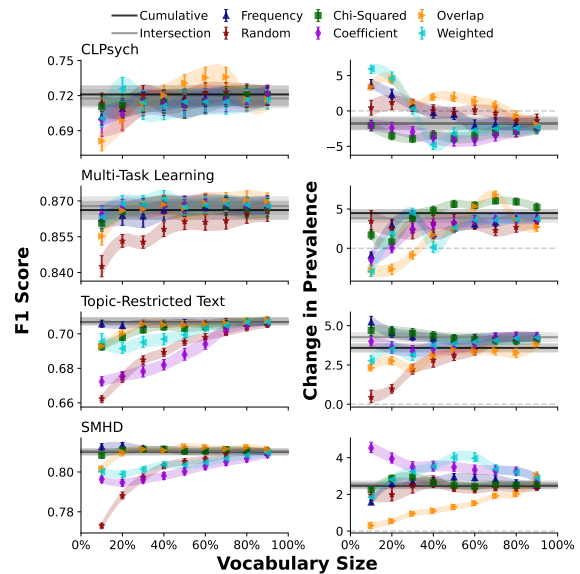 Cumulative Frequency Chi-Squared Overlap
Intersection Random Coefficient Weighted
CLPsych
0.75
0.72
0.69
5
0
−5
Multi-Task Learning
0.870
0.855
0.840
5
0
Topic-Restricted Text
0.70
0.68
0.66
5.0
2.5
0.0
SMHD
0.80
0.78
4
2
0
0% 20% 40% 60% 80% 100%
0% 20% 40% 60% 80% 100%
F1 Score
Change in Prevalence
Vocabulary Size
Vocabulary Size